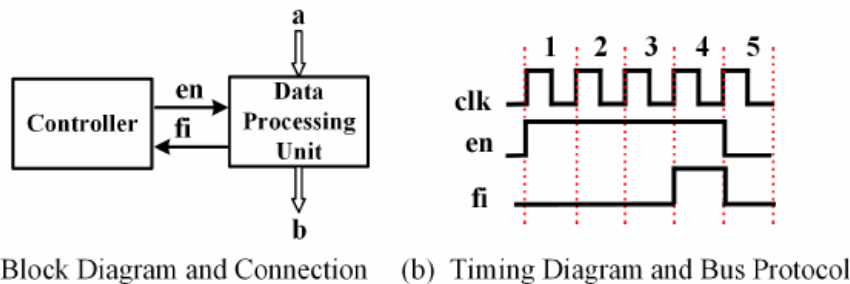 a
1 2 3 4 5
en
Controller
fi
Data
Processing
Unit
clk
en
fi
b
Block Diagram and Connection
(b) Timing Diagram and Bus Protocol